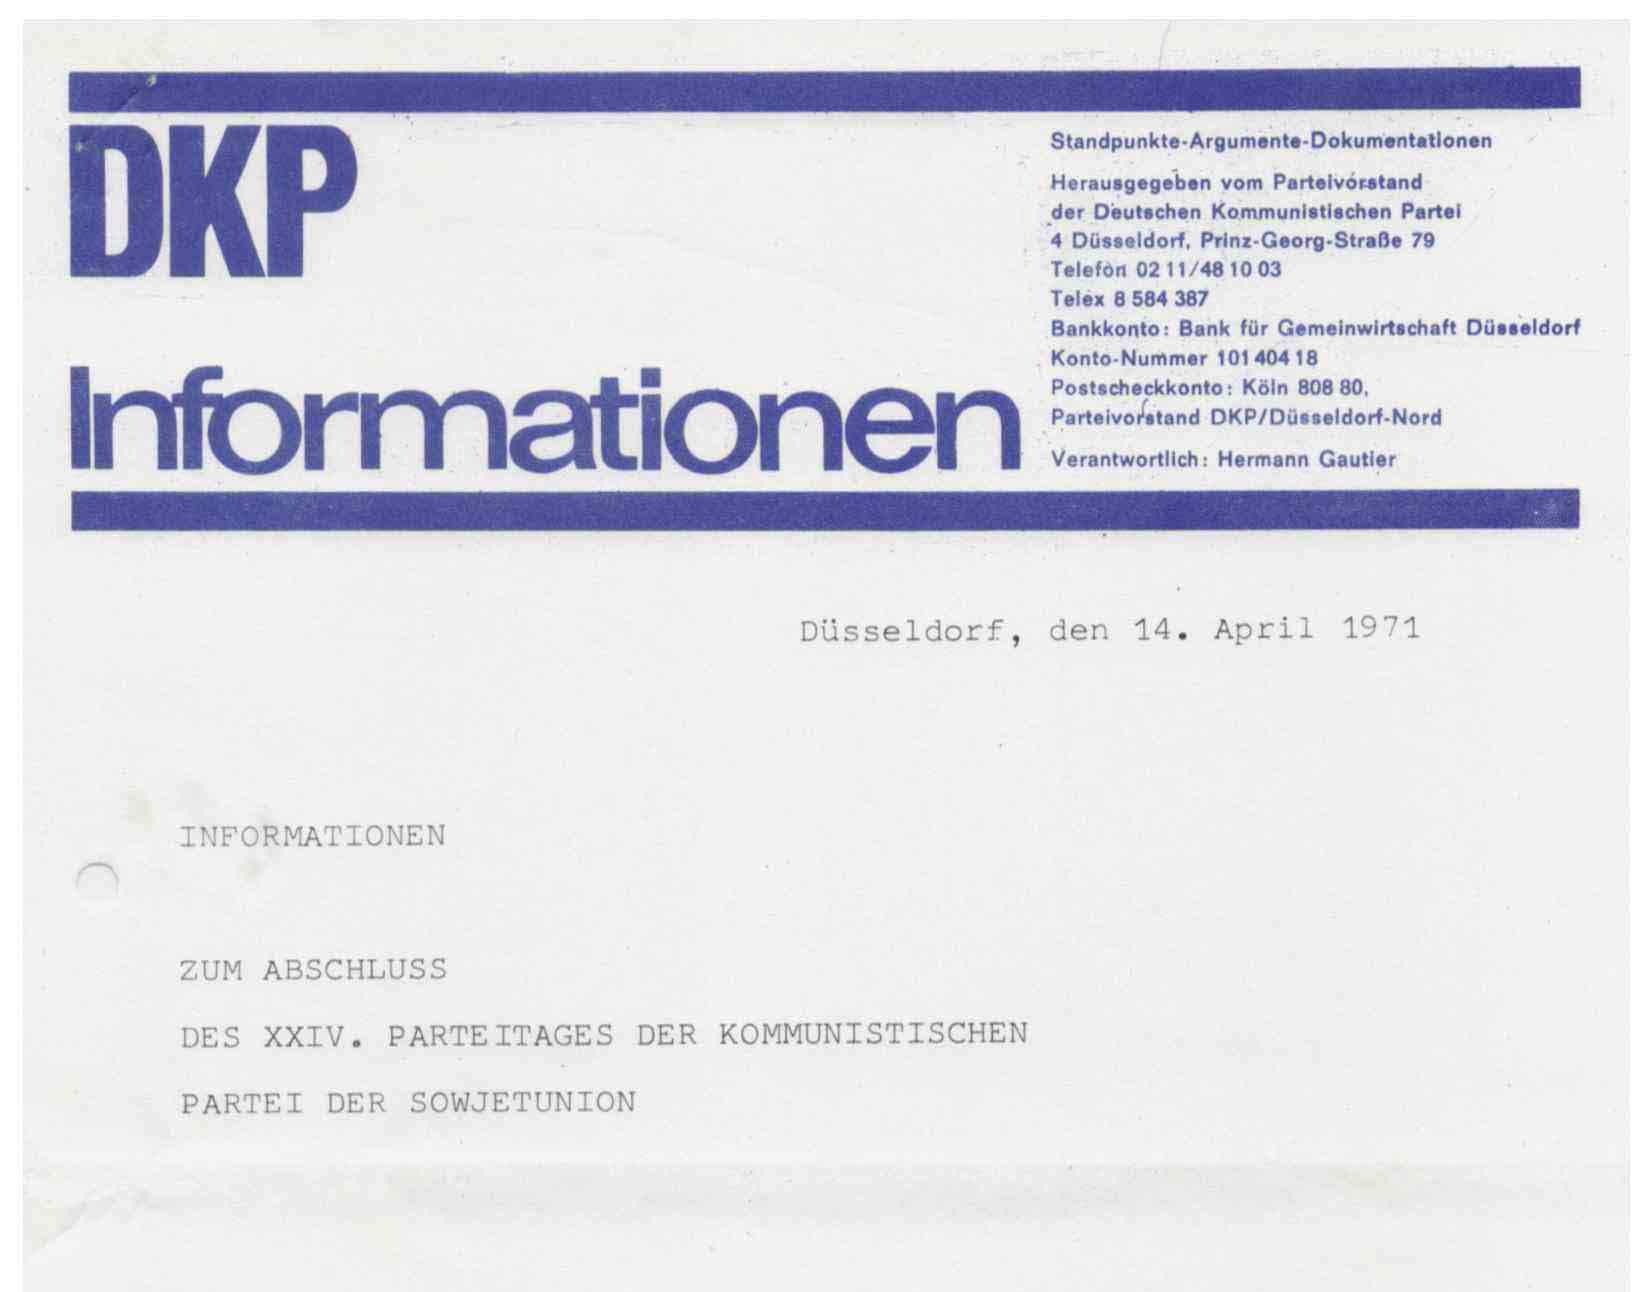 DKP
Informationen
Standpunkte-Argumente-Dokumentationen
Herausgegeben vom Parteivorstand
der Deutschen Kommunistischen Partei
4 Düsseldorf, Prinz-Georg-Straße 79
Telefon 02 11/48 10 03
Telex 8 584 387
Bankkonto: Bank für Gemeinwirtschaft Düsseldorf
Konto-Nummer 101 404 18
Postscheckkonto: Köln 808 80,
Parteivorstand DKP/Düsseldorf-Nord
Verantwortlich: Hermann Gautier
Düsseldorf, den 14. April 1971
INFORMATIONEN
ZUM ABSCHLUSS
DES XXIV. PARTEITAGES DER KOMMUNISTISCHEN
PARTEI DER SOWJETUNION